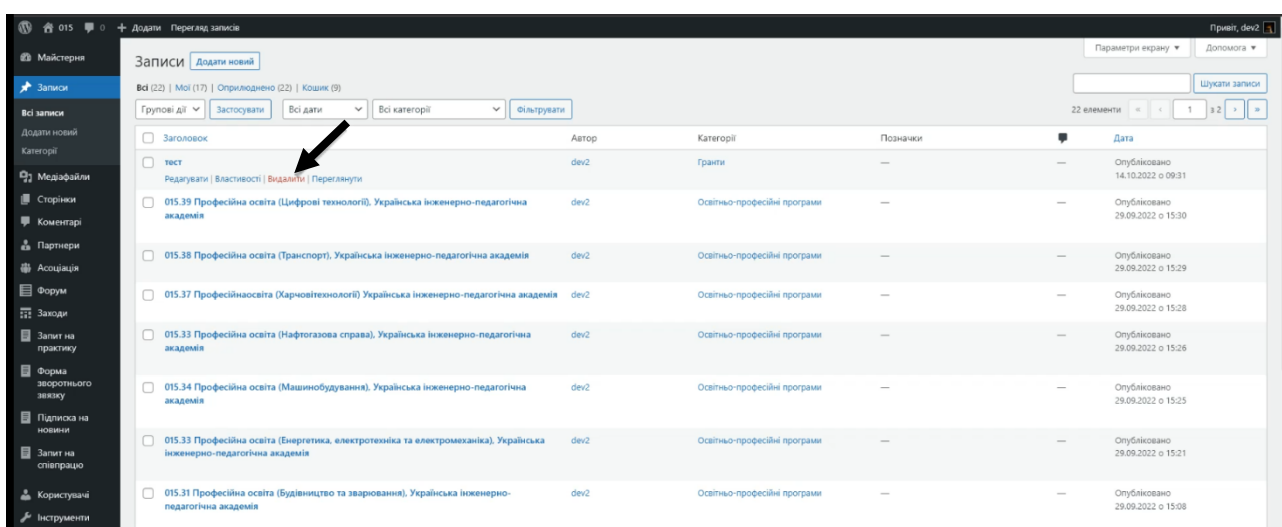 015 0 + Додати Перегляд записів Привіт, dev2
Параметри екрану Допомога
Майстерня
Записи
Всі записи
Додати новий
Категорії
Медіафайли
Сторінки
Коментарі
Партнери
Асоціація
Форум
Заходи
Запит на
практику
Форма
зворотнього
звязку
Підписка на
новини
Запит на
співпрацю
Користувачі
Інструменти
Записи Додати новий
Всі (22) | Мої (17) | Оприлюднено (22) | Кошик (9)
Шукати записи
Групові дії Застосувати Всі дати Всі категорії Фільтрувати 22 елементи « ‹ 1 з 2 › »
Заголовок Автор Категорії Позначки Дата
тест dev2 Гранти — — Опубліковано
Редагувати | Властивості | Видалити | Переглянути 14.10.2022 о 09:31
015.39 Професійна освіта (Цифрові технології), Українська інженерно-педагогічна dev2 Освітньо-професійні програми — — Опубліковано
академія 29.09.2022 о 15:30
015.38 Професійна освіта (Транспорт), Українська інженерно-педагогічна академія dev2 Освітньо-професійні програми — — Опубліковано
29.09.2022 о 15:29
015.37 Професійнаосвіта (Харчовітехнології) Українська інженерно-педагогічна академія dev2 Освітньо-професійні програми — — Опубліковано
29.09.2022 о 15:28
015.33 Професійна освіта (Нафтогазова справа), Українська інженерно-педагогічна dev2 Освітньо-професійні програми — — Опубліковано
академія 29.09.2022 о 15:26
015.34 Професійна освіта (Машинобудування), Українська інженерно-педагогічна dev2 Освітньо-професійні програми — — Опубліковано
академія 29.09.2022 о 15:25
015.33 Професійна освіта (Енергетика, електротехніка та електромеханіка), Українська dev2 Освітньо-професійні програми — — Опубліковано
інженерно-педагогічна академія 29.09.2022 о 15:21
015.31 Професійна освіта (Будівництво та зварювання), Українська інженерно- dev2 Освітньо-професійні програми — — Опубліковано
педагогічна академія 29.09.2022 о 15:08